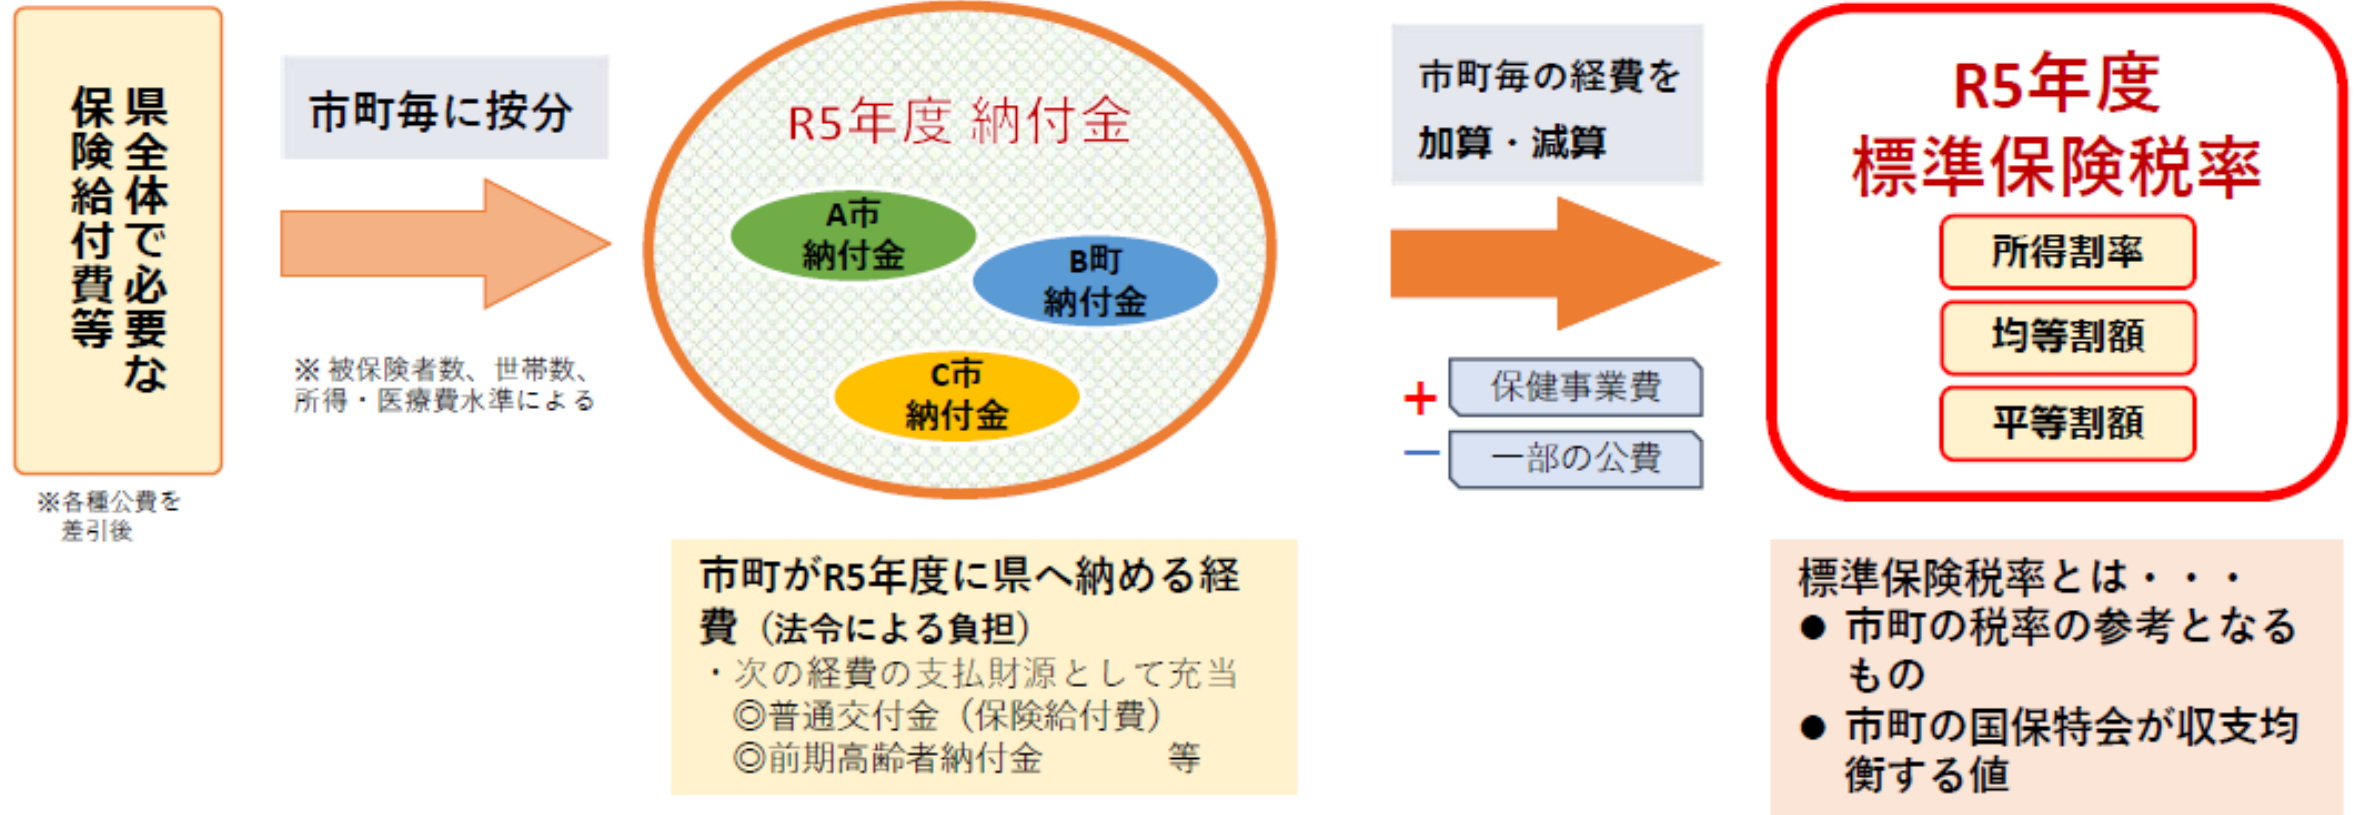 県全体で必要な
保険給付費等
※各種公費を
差引後
市町毎に按分
※ 被保険者数、世帯数、
所得・医療費水準による
R5年度 納付金
A市
納付金
B町
納付金
C市
納付金
市町がR5年度に県へ納める経
費（法令による負担）
・次の経費の支払財源として充当
◎普通交付金（保険給付費）
◎前期高齢者納付金 等
市町毎の経費を
加算・減算
+ 保健事業費
− 一部の公費
R5年度
標準保険税率
所得割率
均等割額
平等割額
標準保険税率とは・・・
● 市町の税率の参考となる
もの
● 市町の国保特会が収支均
衡する値